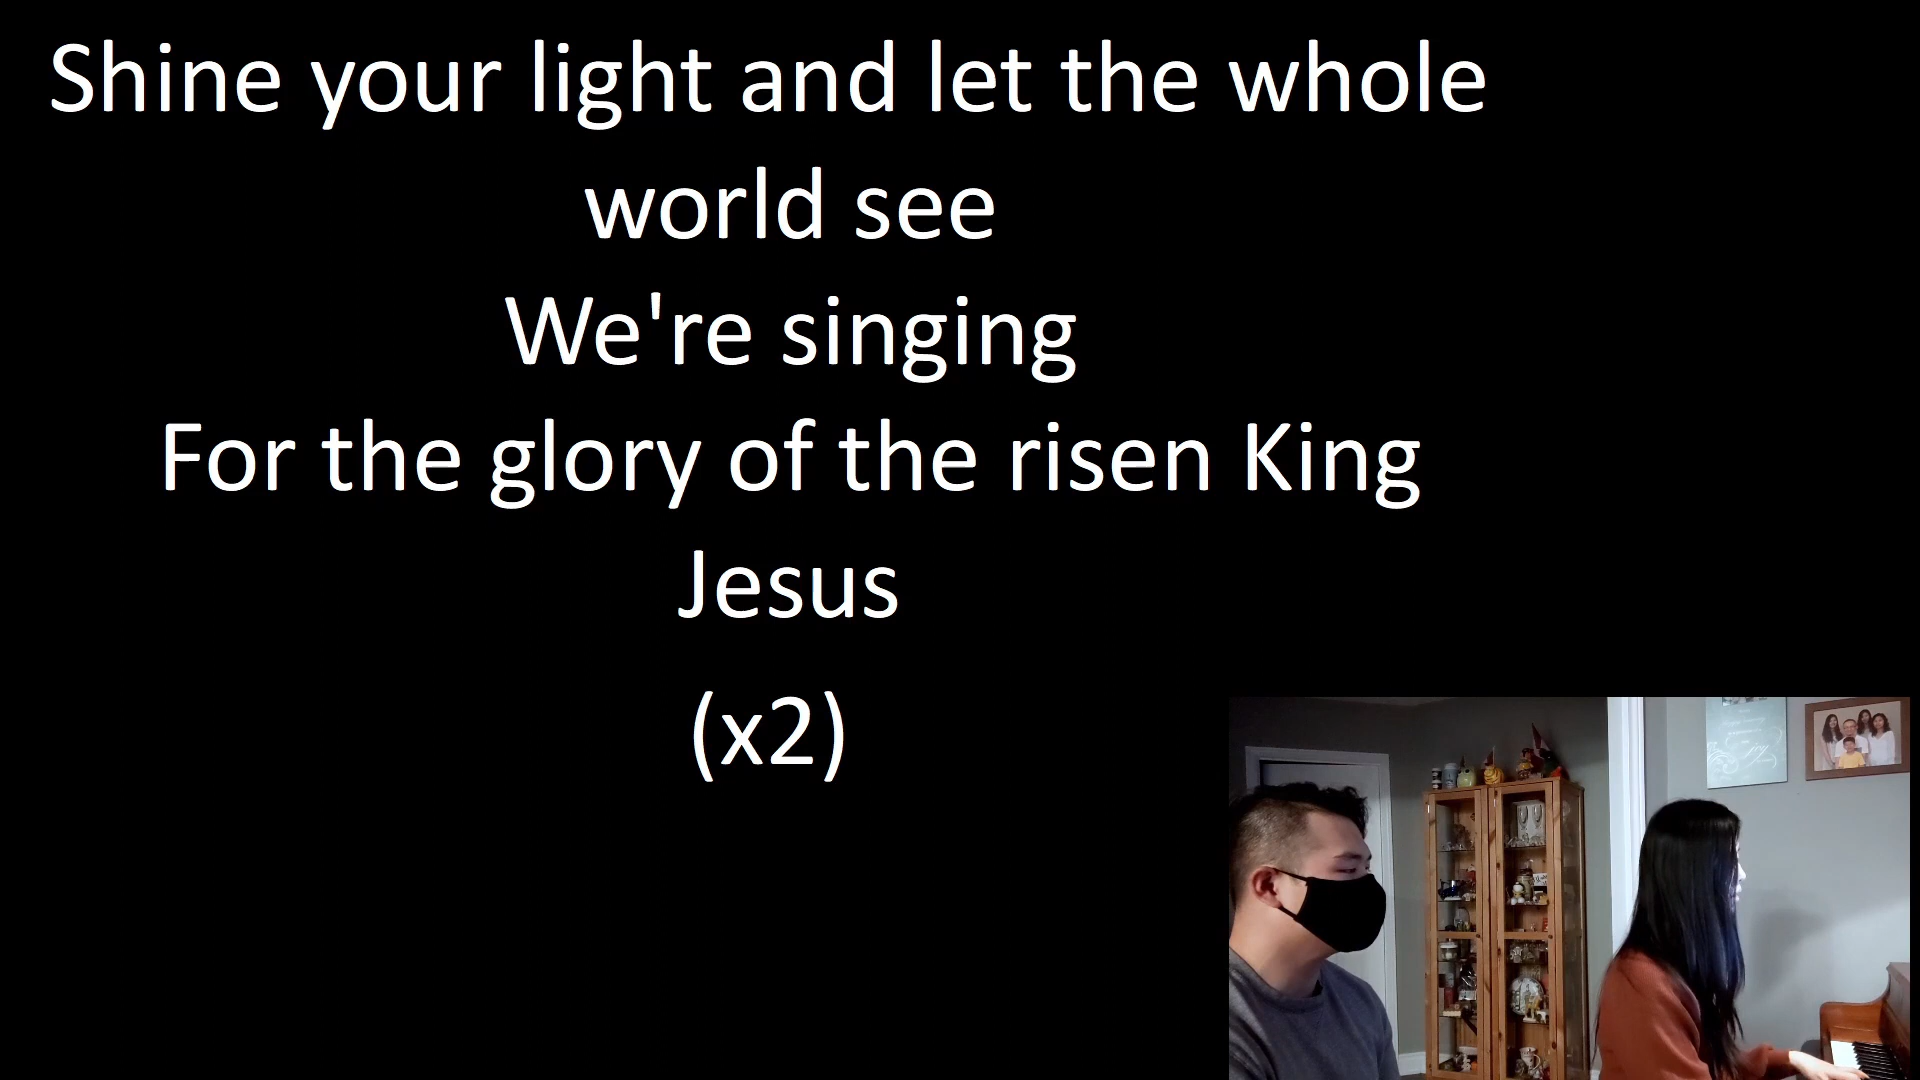 Shine your light and let the whole
world see
We're singing
For the glory of the risen King
Jesus
(x2)